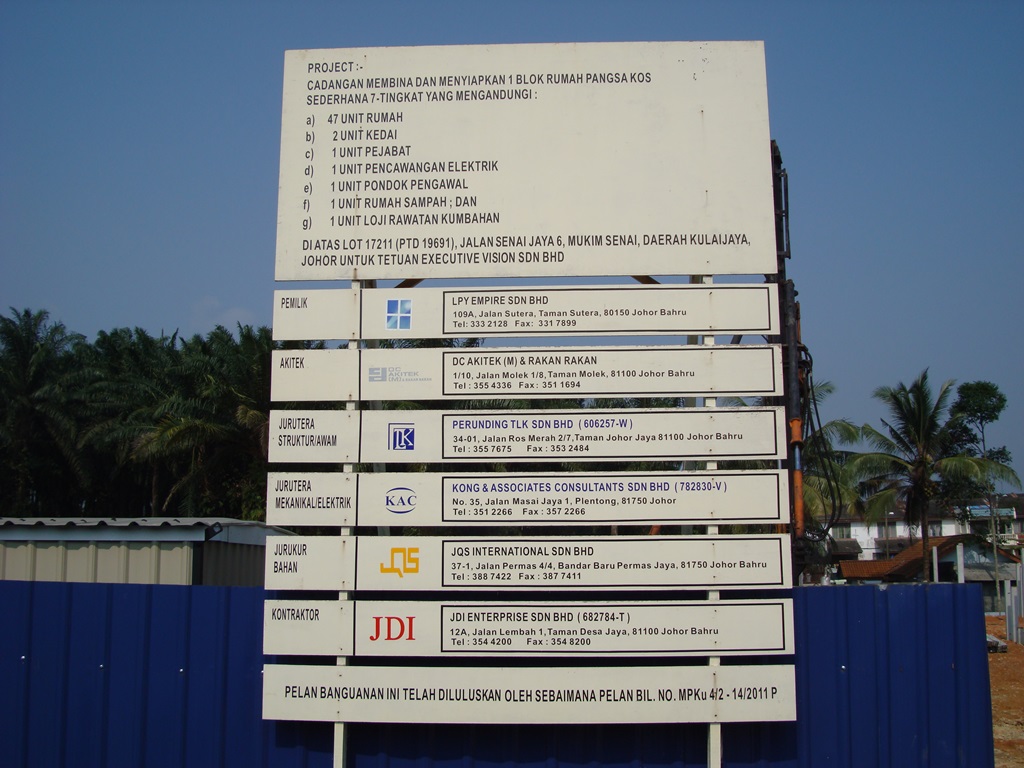 PROJECT :-
CADANGAN MEMBINA DAN MENYIAPKAN 1 BLOK RUMAH PANGSA KOS
SEDERHANA 7-TINGKAT YANG MENGANDUNGI :
a) 47 UNIT RUMAH
b) 2 UNIT KEDAI
c) 1 UNIT PEJABAT
d) 1 UNIT PENCAWANGAN ELEKTRIK
e) 1 UNIT PONDOK PENGAWAL
f) 1 UNIT RUMAH SAMPAH ; DAN
g) 1 UNIT LOJI RAWATAN KUMBAHAN
DI ATAS LOT 17211 (PTD 19691), JALAN SENAI JAYA 6, MUKIM SENAI, DAERAH KULAIJAYA,
JOHOR UNTUK TETUAN EXECUTIVE VISION SDN BHD
PEMILIK
LPY EMPIRE SDN BHD
109A, Jalan Sutera, Taman Sutera, 80150 Johor Bahru
Tel: 333 2128 Fax: 331 7899
AKITEK
DC AKITEK (M)
DC AKITEK (M) & RAKAN RAKAN
1/10, Jalan Molek 1/8, Taman Molek, 81100 Johor Bahru
Tel : 355 4336 Fax : 351 1694
JURUTERA
STRUKTUR/AWAM
TLK
PERUNDING TLK SDN BHD ( 606257-W )
34-01, Jalan Ros Merah 2/7,Taman Johor Jaya 81100 Johor Bahru
Tel : 355 7675 Fax : 353 2484
JURUTERA
MEKANIKAL/ELEKTRIK
KAC
KONG & ASSOCIATES CONSULTANTS SDN BHD ( 782830-V )
No. 35, Jalan Masai Jaya 1, Plentong, 81750 Johor
Tel : 351 2266 Fax : 357 2266
JURUKUR
BAHAN
JQS
JQS INTERNATIONAL SDN BHD
37-1, Jalan Permas 4/4, Bandar Baru Permas Jaya, 81750 Johor Bahru
Tel : 388 7422 Fax : 387 7411
KONTRAKTOR
JDI
JDI ENTERPRISE SDN BHD ( 682784-T )
12A, Jalan Lembah 1,Taman Desa Jaya, 81100 Johor Bahru
Tel : 354 4200 Fax : 354 8200
PELAN BANGUANAN INI TELAH DILULUSKAN OLEH SEBAIMANA PELAN BIL. NO. MPKu 4/2 - 14/2011 P